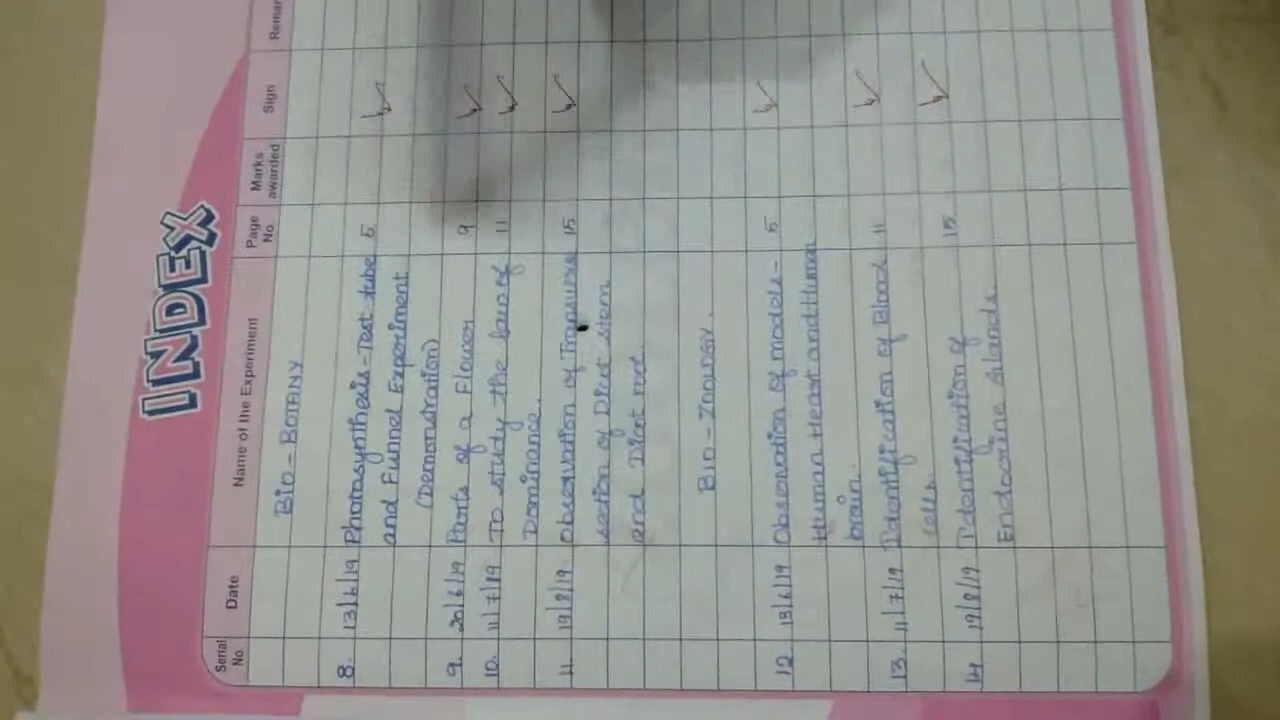 INDEX
Serial No. Date Name of the Experiment Page No. Marks awarded Sign
BIO - BOTANY
8. 13/6/19 Photosynthesis - Test tube 5
and Funnel Experiment
(Demonstration)
9. 20/6/19 Parts of a Flower 9
10. 11/7/19 To study the law of 11
Dominance.
11. 19/8/19 Observation of Transverse 15
section of Dicot stem
and Dicot root
BIO - ZOOLOGY.
12. 13/6/19 Observation of models - 5
Human Heart and Human
brain.
13. 11/7/19 Identification of Blood 11
cells
14. 19/8/19 Identification of 15
Endocrine Glands.